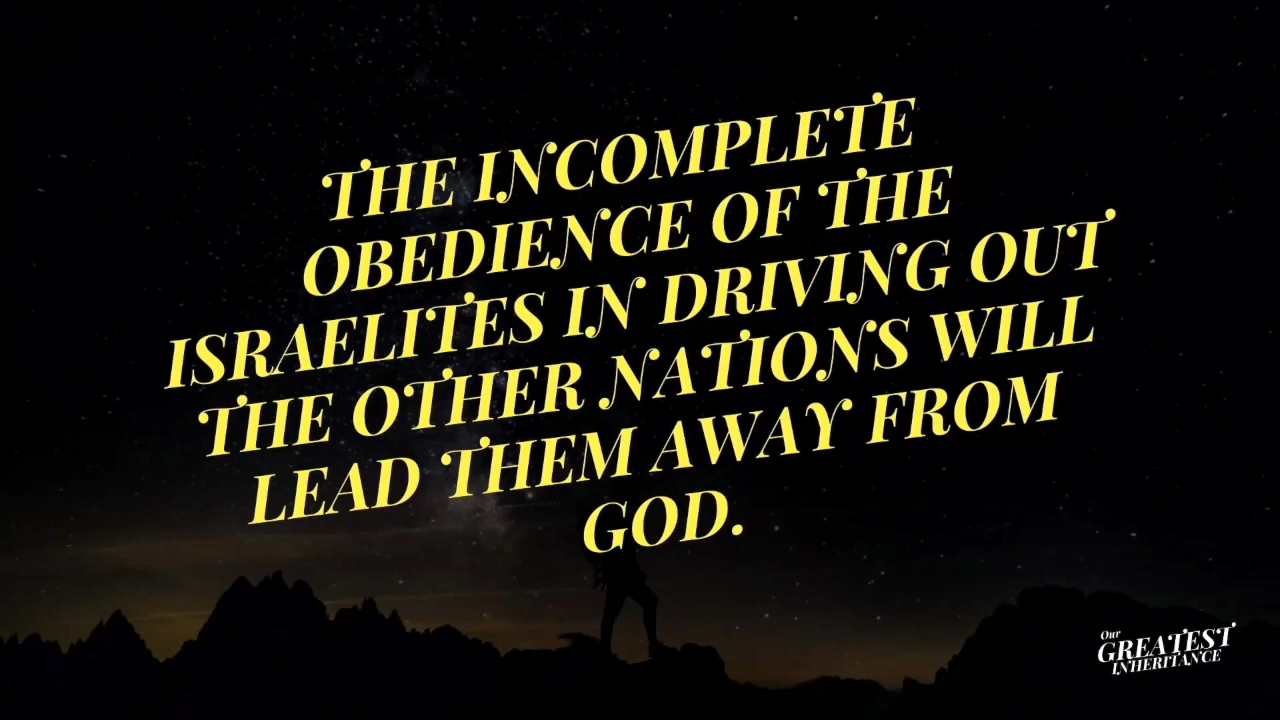 THE INCOMPLETE
OBEDIENCE OF THE
ISRAELITES IN DRIVING OUT
THE OTHER NATIONS WILL
LEAD THEM AWAY FROM
GOD.
Our
GREATEST
INHERITANCE